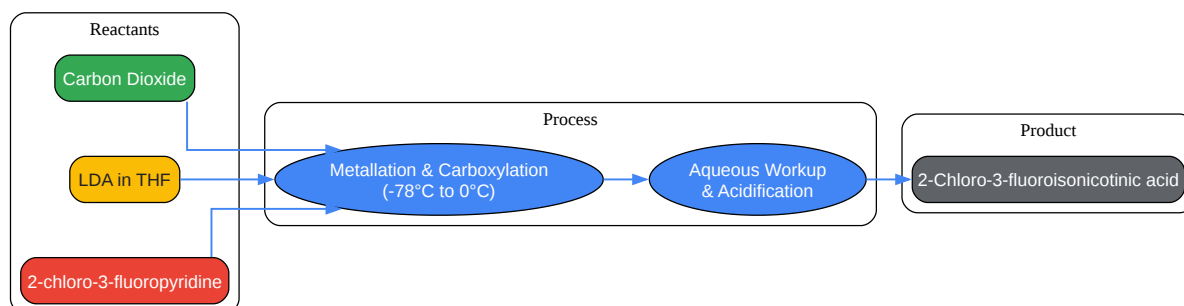 Reactants
Carbon Dioxide
LDA in THF
2-chloro-3-fluoropyridine
Process
Metallation & Carboxylation
(-78°C to 0°C)
Aqueous Workup
& Acidification
Product
2-Chloro-3-fluoroisonicotinic acid